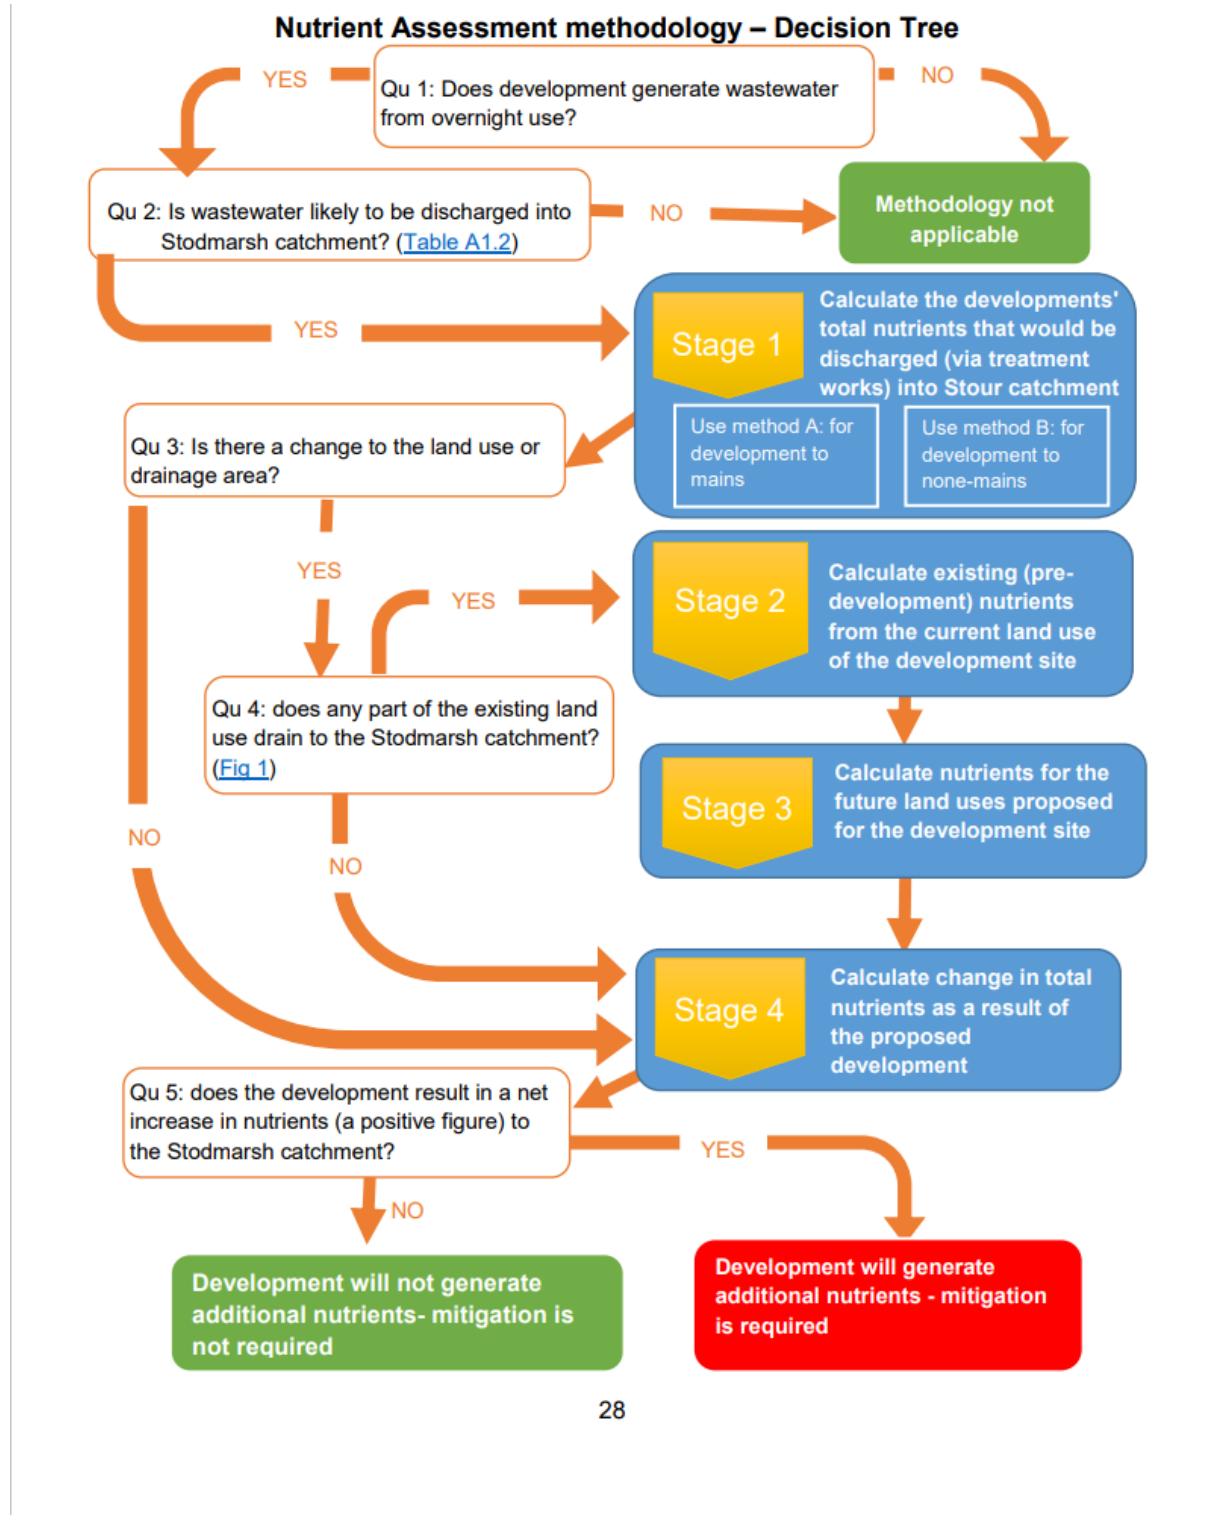 Nutrient Assessment methodology – Decision Tree
YES
Qu 1: Does development generate wastewater
from overnight use?
NO
Qu 2: Is wastewater likely to be discharged into
Stodmarsh catchment? (Table A1.2)
NO
Methodology not
applicable
YES
Stage 1
Calculate the developments'
total nutrients that would be
discharged (via treatment
works) into Stour catchment
Use method A: for
development to
mains
Use method B: for
development to
none-mains
Qu 3: Is there a change to the land use or
drainage area?
YES
YES
Stage 2
Calculate existing (pre-
development) nutrients
from the current land use
of the development site
Qu 4: does any part of the existing land
use drain to the Stodmarsh catchment?
(Fig 1)
Stage 3
Calculate nutrients for the
future land uses proposed
for the development site
NO
NO
Stage 4
Calculate change in total
nutrients as a result of
the proposed
development
Qu 5: does the development result in a net
increase in nutrients (a positive figure) to
the Stodmarsh catchment?
YES
NO
Development will not generate
additional nutrients- mitigation is
not required
Development will generate
additional nutrients - mitigation
is required
28